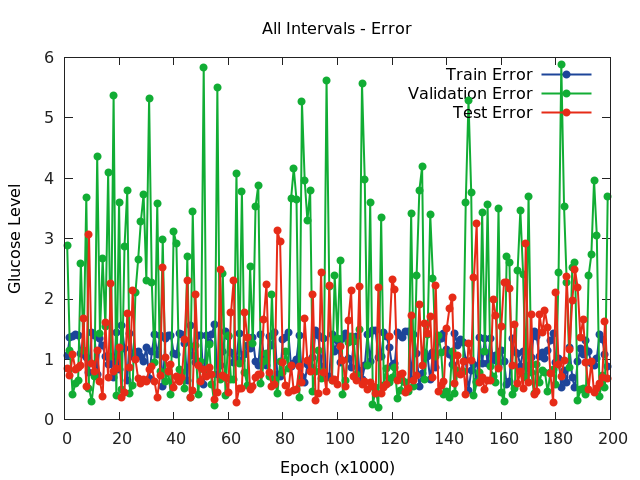 All Intervals - Error
Train Error
Validation Error
Test Error
Glucose Level
6
5
4
3
2
1
0
0 20 40 60 80 100 120 140 160 180 200
Epoch (x1000)